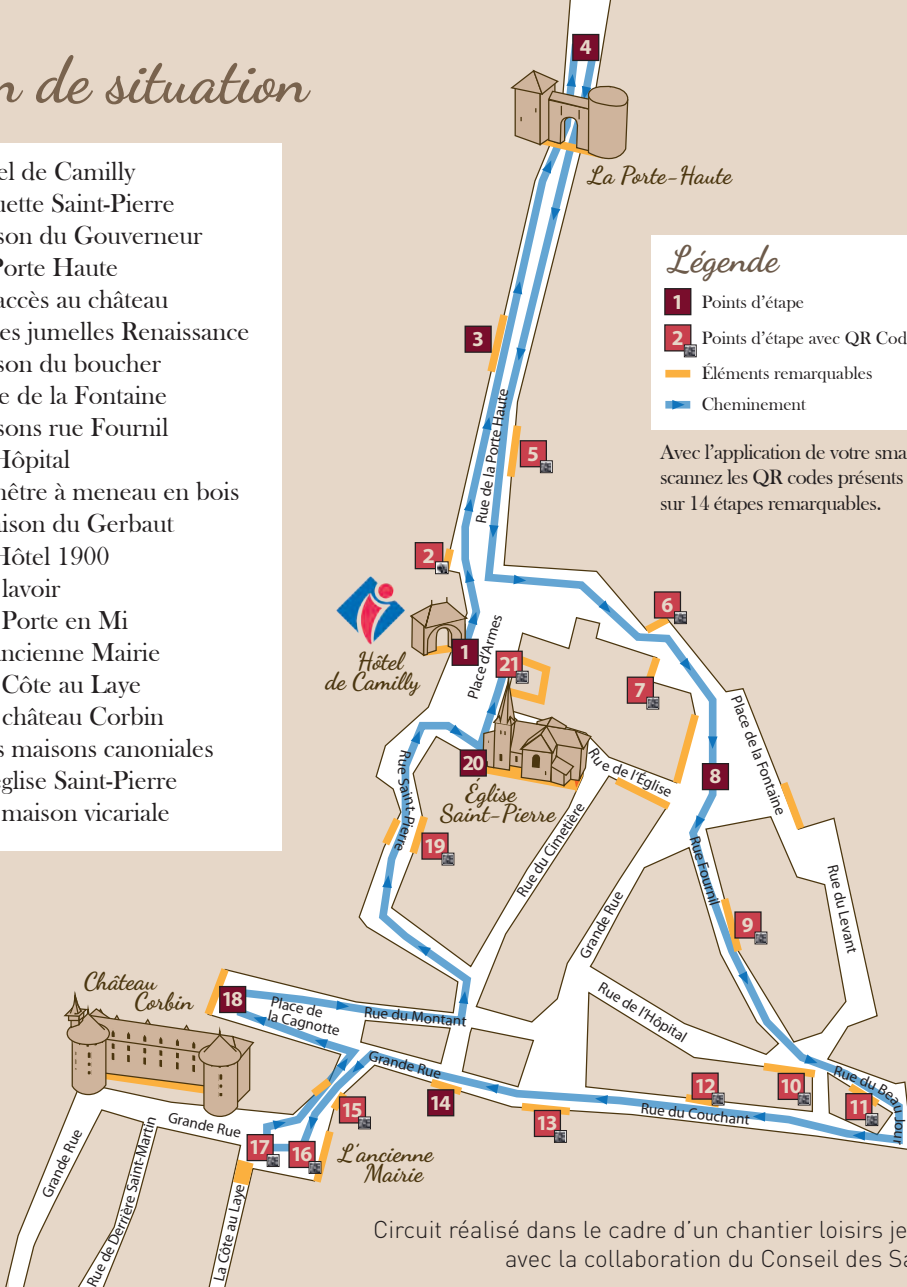 n de situation
el de Camilly
uette Saint-Pierre
son du Gouverneur
Porte Haute
accès au château
es jumelles Renaissance
son du boucher
e de la Fontaine
sons rue Fournil
Hôpital
nêtre à meneau en bois
ison du Gerbaut
Hôtel 1900
lavoir
Porte en Mi
ancienne Mairie
Côte au Laye
château Corbin
s maisons canoniales
église Saint-Pierre
maison vicariale
4
La Porte-Haute
Légende
1 Points d'étape
2 Points d'étape avec QR Cod
Éléments remarquables
Cheminement
Avec l'application de votre sma
scannez les QR codes présents
sur 14 étapes remarquables.
3
Rue de la Porte Haute
5
2
6
Hôtel
de Camilly
1
Place d'Armes
21
7
Place de la Fontaine
8
20
Église
Saint-Pierre
Rue de l'Église
Rue Saint-Pierre
19
Rue du Cimetière
Rue Fournil
Rue du Levant
Grande Rue
9
Château
Corbin
18
Place de
la Cagnotte
Rue du Montant
Rue de l'Hôpital
Grande Rue
14
13
12
10
Rue du Couchant
Rue du Beau Jour
11
15
Grande Rue
17
16
L'ancienne
Mairie
Grande Rue
Rue de Derrière Saint-Martin
La Côte au Laye
Circuit réalisé dans le cadre d'un chantier loisirs je
avec la collaboration du Conseil des Sa